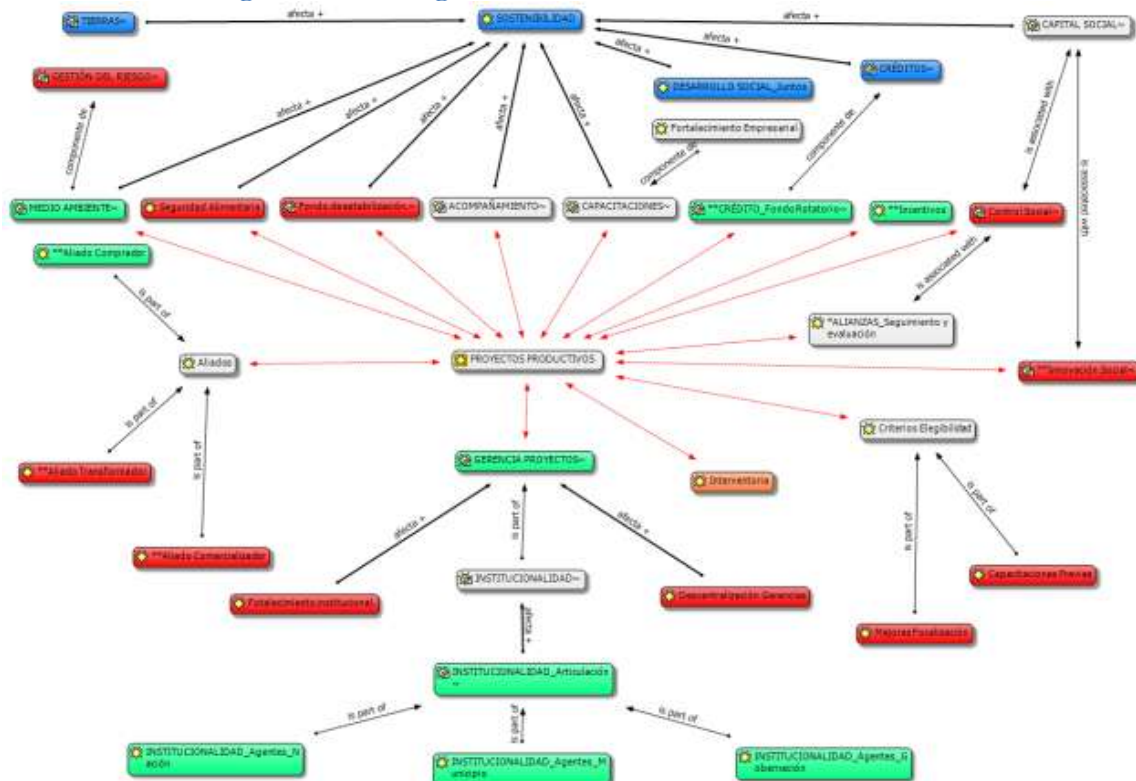 TIERRAS~
afecta +
SOSTENIBILIDAD
afecta +
CAPITAL SOCIAL~
GESTIÓN DEL RIESGO~
afecta +
afecta +
CRÉDITOS~
DESARROLLO SOCIAL_Juntos
Fortalecimiento Empresarial
afecta +
afecta +
afecta +
afecta +
afecta +
componente de
componente de
componente de
is associated with
is associated with
MEDIO AMBIENTE~
Seguridad Alimentaria
ACOMPAÑAMIENTO~
CAPACITACIONES~
**CRÉDITO_Fondo Rotatorio~
**Incentivos
Control Social~
**Aliado Comprador
is associated with
is part of
*ALIANZAS_Seguimiento y
evaluación
Aliados
PROYECTOS PRODUCTIVOS
**Innovación Social~
is part of
is part of
Criterios Elegibilidad
**Aliado Transformador
GERENCIA PROYECTOS~
Interventoria
afecta +
is part of
afecta +
is part of
is part of
**Aliado Comercializador
INSTITUCIONALIDAD~
Capacitaciones Previas
Fotalecimiento institucional
Descentralización Gerencias
afecta +
Mejores Focalización
INSTITUCIONALIDAD_Articulación
~
is part of
is part of
is part of
INSTITUCIONALIDAD_Agentes_N
ación
INSTITUCIONALIDAD_Agentes_M
unicipio
INSTITUCIONALIDAD_Agentes_G
obernación